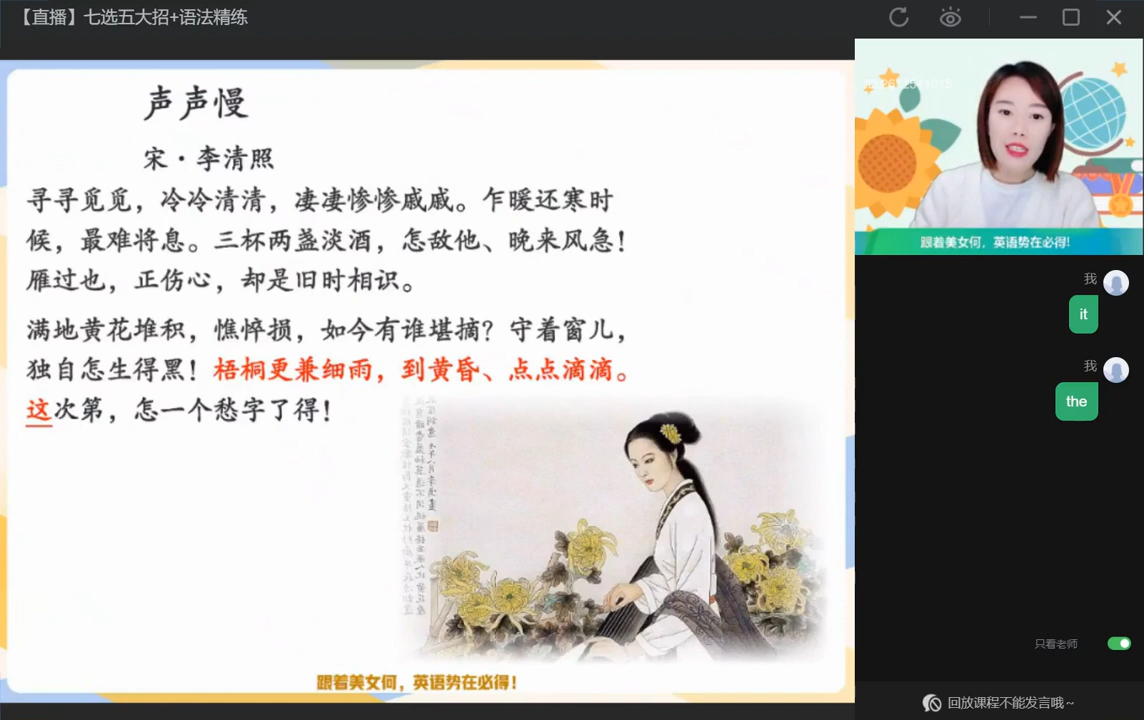 【直播】七选五大招+语法精练
声声慢
宋·李清照
寻寻觅觅，冷冷清清，凄凄惨惨戚戚。乍暖还寒时
候，最难将息。三杯两盏淡酒，怎敌他、晚来风急！
雁过也，正伤心，却是旧时相识。
满地黄花堆积，憔悴损，如今有谁堪摘？守着窗儿，
独自怎生得黑！梧桐更兼细雨，到黄昏、点点滴滴。
这次第，怎一个愁字了得！
跟着美女何，英语势在必得！
跟着美女何，英语势在必得！
我
it
我
the
只看老师
回放课程不能发言哦~